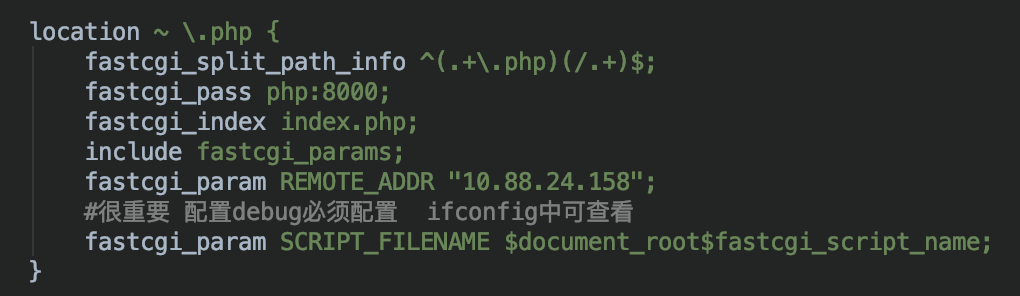 location ~ \.php {
fastcgi_split_path_info ^(.+\.php)(/.+)$;
fastcgi_pass php:8000;
fastcgi_index index.php;
include fastcgi_params;
fastcgi_param REMOTE_ADDR "10.88.24.158";
#很重要 配置debug必须配置  ifconfig中可查看
fastcgi_param SCRIPT_FILENAME $document_root$fastcgi_script_name;
}